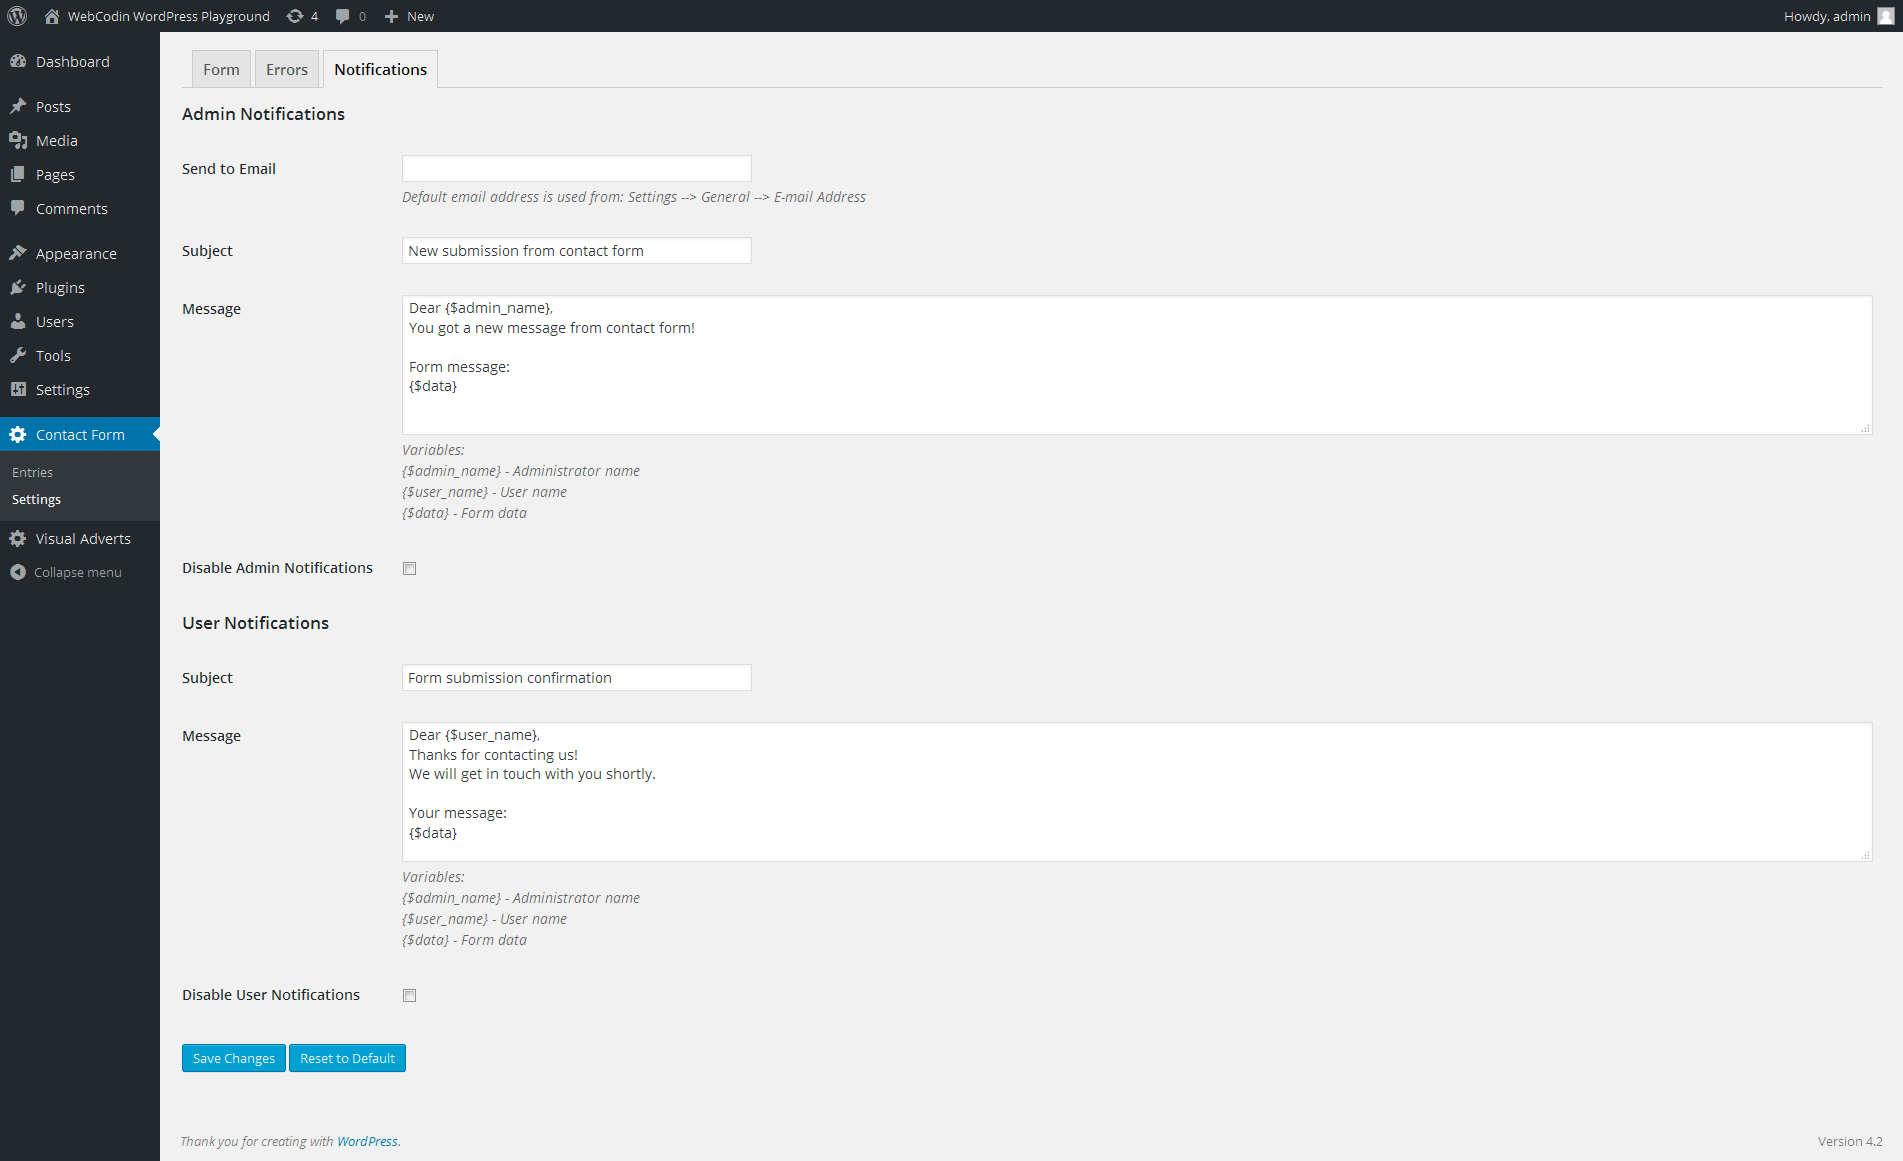 WebCodin WordPress Playground 4 0 New Howdy, admin
Dashboard
Posts
Media
Pages
Comments
Appearance
Plugins
Users
Tools
Settings
Contact Form
Entries
Settings
Visual Adverts
Collapse menu
Form Errors Notifications
Admin Notifications
Send to Email
Default email address is used from: Settings --> General --> E-mail Address
Subject New submission from contact form
Message
Dear {$admin_name},
You got a new message from contact form!
Form message:
{$data}
Variables:
{$admin_name} - Administrator name
{$user_name} - User name
{$data} - Form data
Disable Admin Notifications
User Notifications
Subject Form submission confirmation
Message
Dear {$user_name},
Thanks for contacting us!
We will get in touch with you shortly.
Your message:
{$data}
Variables:
{$admin_name} - Administrator name
{$user_name} - User name
{$data} - Form data
Disable User Notifications
Save Changes Reset to Default
Thank you for creating with WordPress. Version 4.2